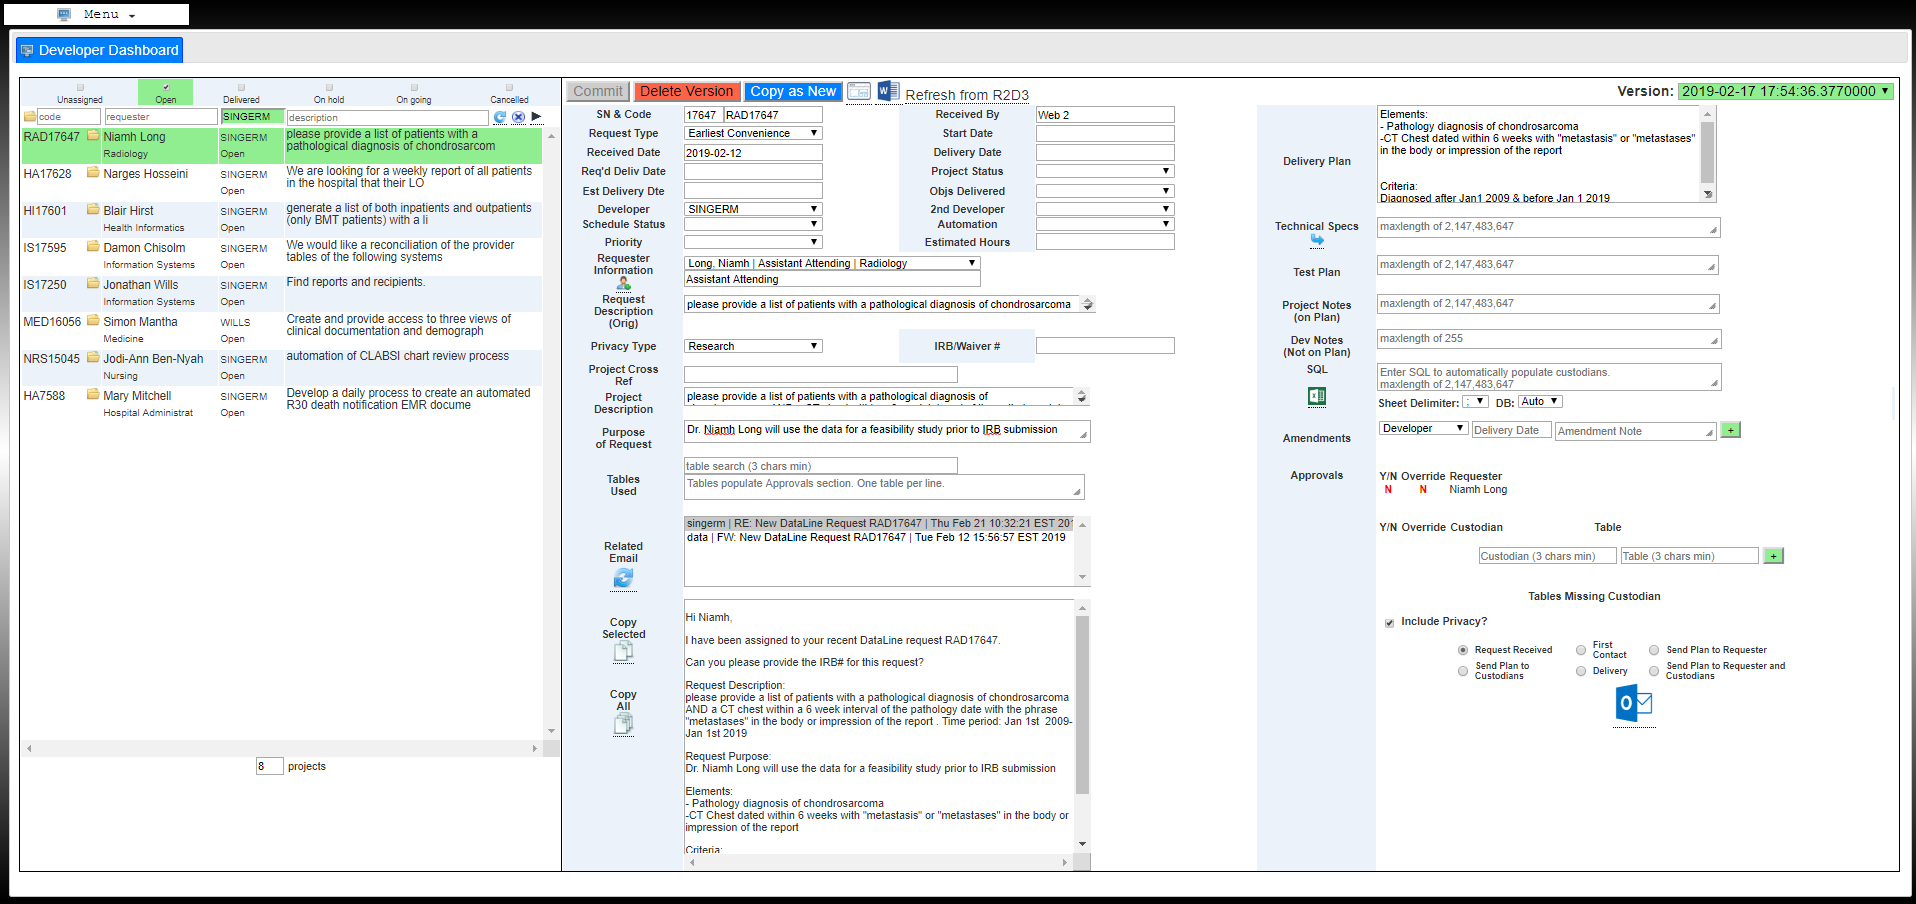 Menu
Developer Dashboard
Unassigned
Open
Delivered
On hold
On going
Cancelled
code
requester
SINGERM
description
RAD17647 Niamh Long SINGERM please provide a list of patients with a
pathological diagnosis of chondrosarcom
Radiology Open
HA17628 Narges Hosseini SINGERM We are looking for a weekly report of all patients
in the hospital that their LO
Open
HI17601 Blair Hirst SINGERM generate a list of both inpatients and outpatients
(only BMT patients) with a li
Health Informatics Open
IS17595 Damon Chisolm SINGERM We would like a reconciliation of the provider
tables of the following systems
Information Systems Open
IS17250 Jonathan Wills SINGERM Find reports and recipients.
Information Systems Open
MED16056 Simon Mantha WILLS Create and provide access to three views of
clinical documentation and demograph
Medicine Open
NRS15045 Jodi-Ann Ben-Nyah SINGERM automation of CLABSI chart review process
Nursing Open
HA7588 Mary Mitchell SINGERM Develop a daily process to create an automated
R30 death notification EMR docume
Hospital Administrat Open
8 projects
Commit
Delete Version
Copy as New
Refresh from R2D3
Version: 2019-02-17 17:54:36.3770000
SN & Code 17647 RAD17647
Received By Web 2
Request Type Earliest Convenience
Start Date
Received Date 2019-02-12
Delivery Date
Req'd Deliv Date
Project Status
Est Delivery Dte
Objs Delivered
Developer SINGERM
2nd Developer
Schedule Status
Automation
Priority
Estimated Hours
Requester
Information
Long, Niamh | Assistant Attending | Radiology
Assistant Attending
Request
Description
(Orig)
please provide a list of patients with a pathological diagnosis of chondrosarcoma
Privacy Type Research
IRB/Waiver #
Project Cross
Ref
Project
Description
please provide a list of patients with a pathological diagnosis of
Purpose
of Request
Dr. Niamh Long will use the data for a feasibility study prior to IRB submission
table search (3 chars min)
Tables
Used
Tables populate Approvals section. One table per line.
Related
Email
singerm | RE: New DataLine Request RAD17647 | Thu Feb 21 10:32:21 EST 201
data | FW: New DataLine Request RAD17647 | Tue Feb 12 15:56:57 EST 2019
Copy
Selected
Copy
All
Hi Niamh,
I have been assigned to your recent DataLine request RAD17647.
Can you please provide the IRB# for this request?
Request Description:
please provide a list of patients with a pathological diagnosis of chondrosarcoma
AND a CT chest within a 6 week interval of the pathology date with the phrase
"metastases" in the body or impression of the report . Time period: Jan 1st 2009-
Jan 1st 2019
Request Purpose:
Dr. Niamh Long will use the data for a feasibility study prior to IRB submission
Elements:
- Pathology diagnosis of chondrosarcoma
-CT Chest dated within 6 weeks with "metastasis" or "metastases" in the body or
impression of the report
Criteria:
Delivery Plan
Elements:
- Pathology diagnosis of chondrosarcoma
-CT Chest dated within 6 weeks with "metastasis" or "metastases"
in the body or impression of the report
Criteria:
Diagnosed after Jan1 2009 & before Jan 1 2019
Technical Specs
maxlength of 2,147,483,647
Test Plan
maxlength of 2,147,483,647
Project Notes
(on Plan)
maxlength of 2,147,483,647
Dev Notes
(Not on Plan)
maxlength of 255
SQL
Enter SQL to automatically populate custodians.
maxlength of 2,147,483,647
Sheet Delimiter: ; DB: Auto
Amendments
Developer
Delivery Date
Amendment Note
+
Approvals
Y/N Override Requester
N N Niamh Long
Y/N Override Custodian Table
Custodian (3 chars min)
Table (3 chars min)
+
Tables Missing Custodian
Include Privacy?
Request Received
First
Contact
Send Plan to Requester
Send Plan to
Custodians
Delivery
Send Plan to Requester and
Custodians